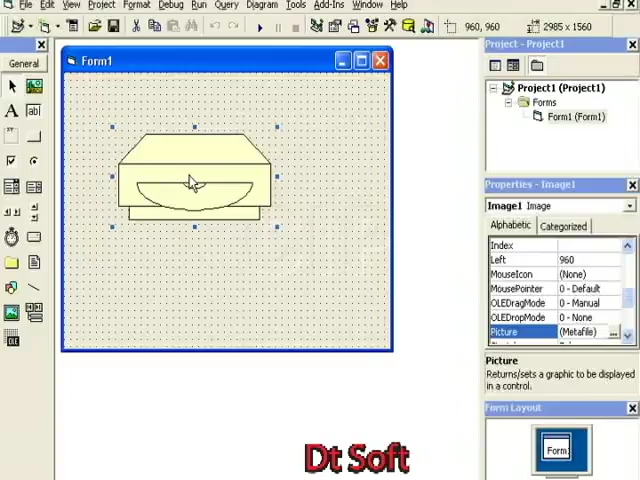 File Edit View Project Format Debug Run Query Diagram Tools Add-Ins Window Help
960, 960 2985 x 1560
General
Form1
Project - Project1
Project1 (Project1)
Forms
Form1 (Form1)
Properties - Image1
Image1 Image
Alphabetic Categorized
Index
Left 960
MouseIcon (None)
MousePointer 0 - Default
OLEDragMode 0 - Manual
OLEDropMode 0 - None
Picture (Metafile) ...
Picture
Returns/sets a graphic to be displayed
in a control.
Form Layout
Form
Dt Soft